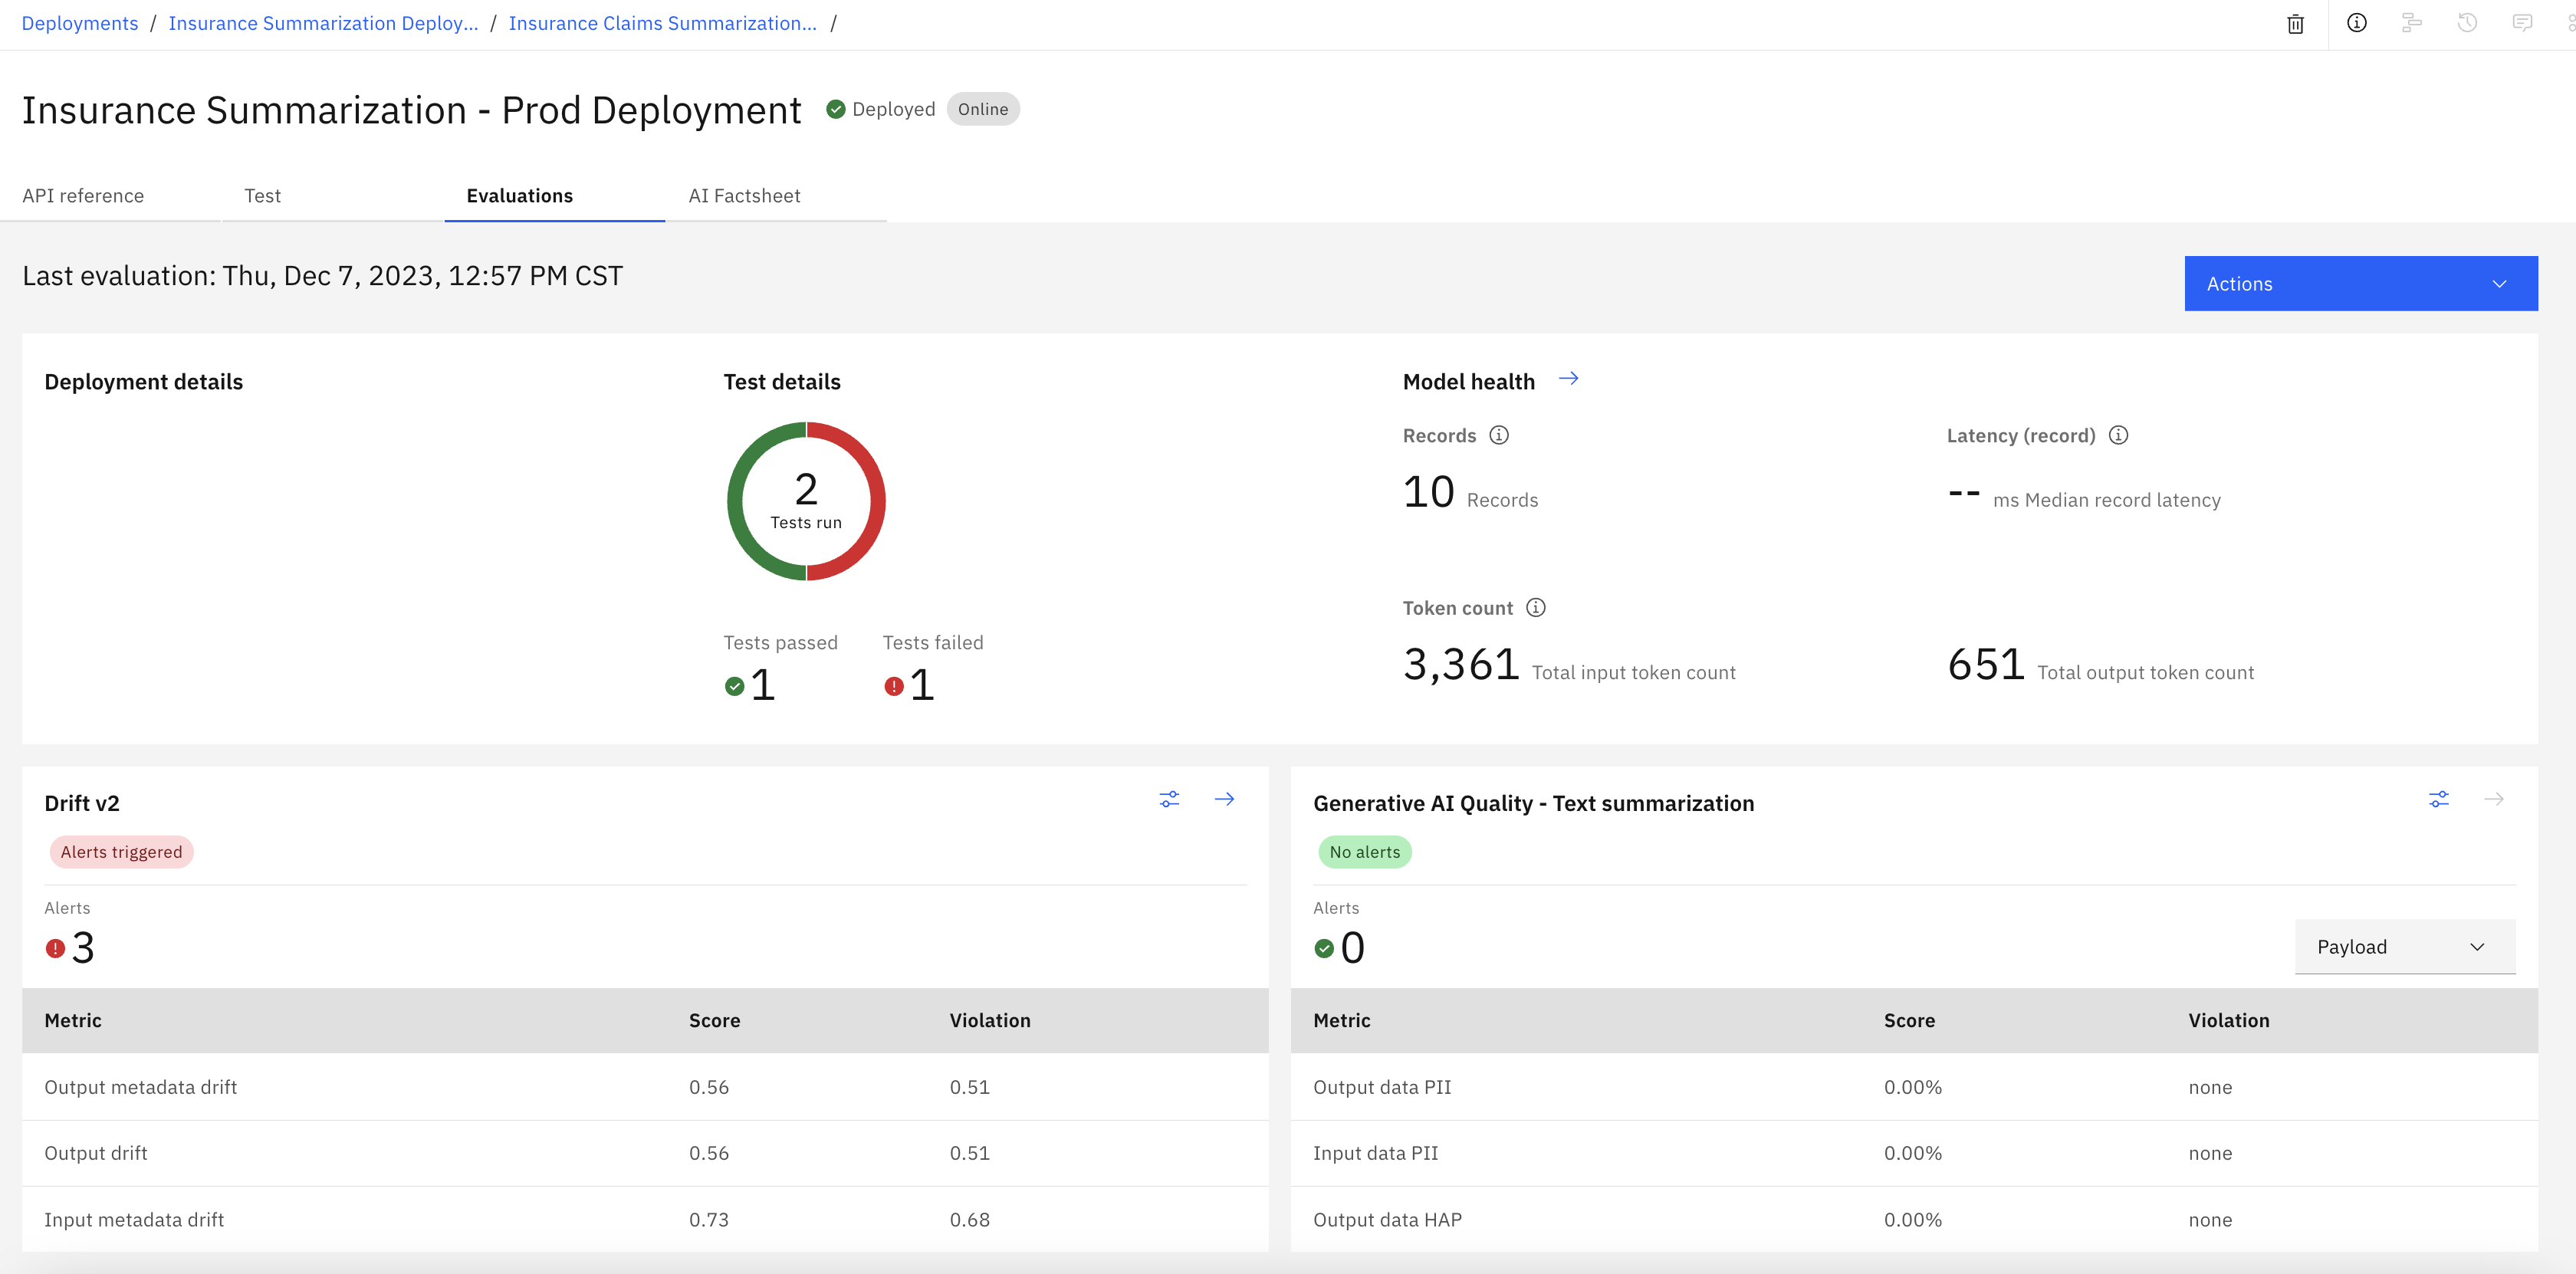 Deployments / Insurance Summarization Deploy... / Insurance Claims Summarization... /
Insurance Summarization - Prod Deployment Deployed Online
API reference Test Evaluations AI Factsheet
Last evaluation: Thu, Dec 7, 2023, 12:57 PM CST
Actions
Deployment details
Test details
2
Tests run
Tests passed Tests failed
1 1
Model health
Records
10 Records
Latency (record)
-- ms Median record latency
Token count
3,361 Total input token count
651 Total output token count
Drift v2
Alerts triggered
Alerts
3
Metric Score Violation
Output metadata drift 0.56 0.51
Output drift 0.56 0.51
Input metadata drift 0.73 0.68
Generative AI Quality - Text summarization
No alerts
Alerts
0
Payload
Metric Score Violation
Output data PII 0.00% none
Input data PII 0.00% none
Output data HAP 0.00% none